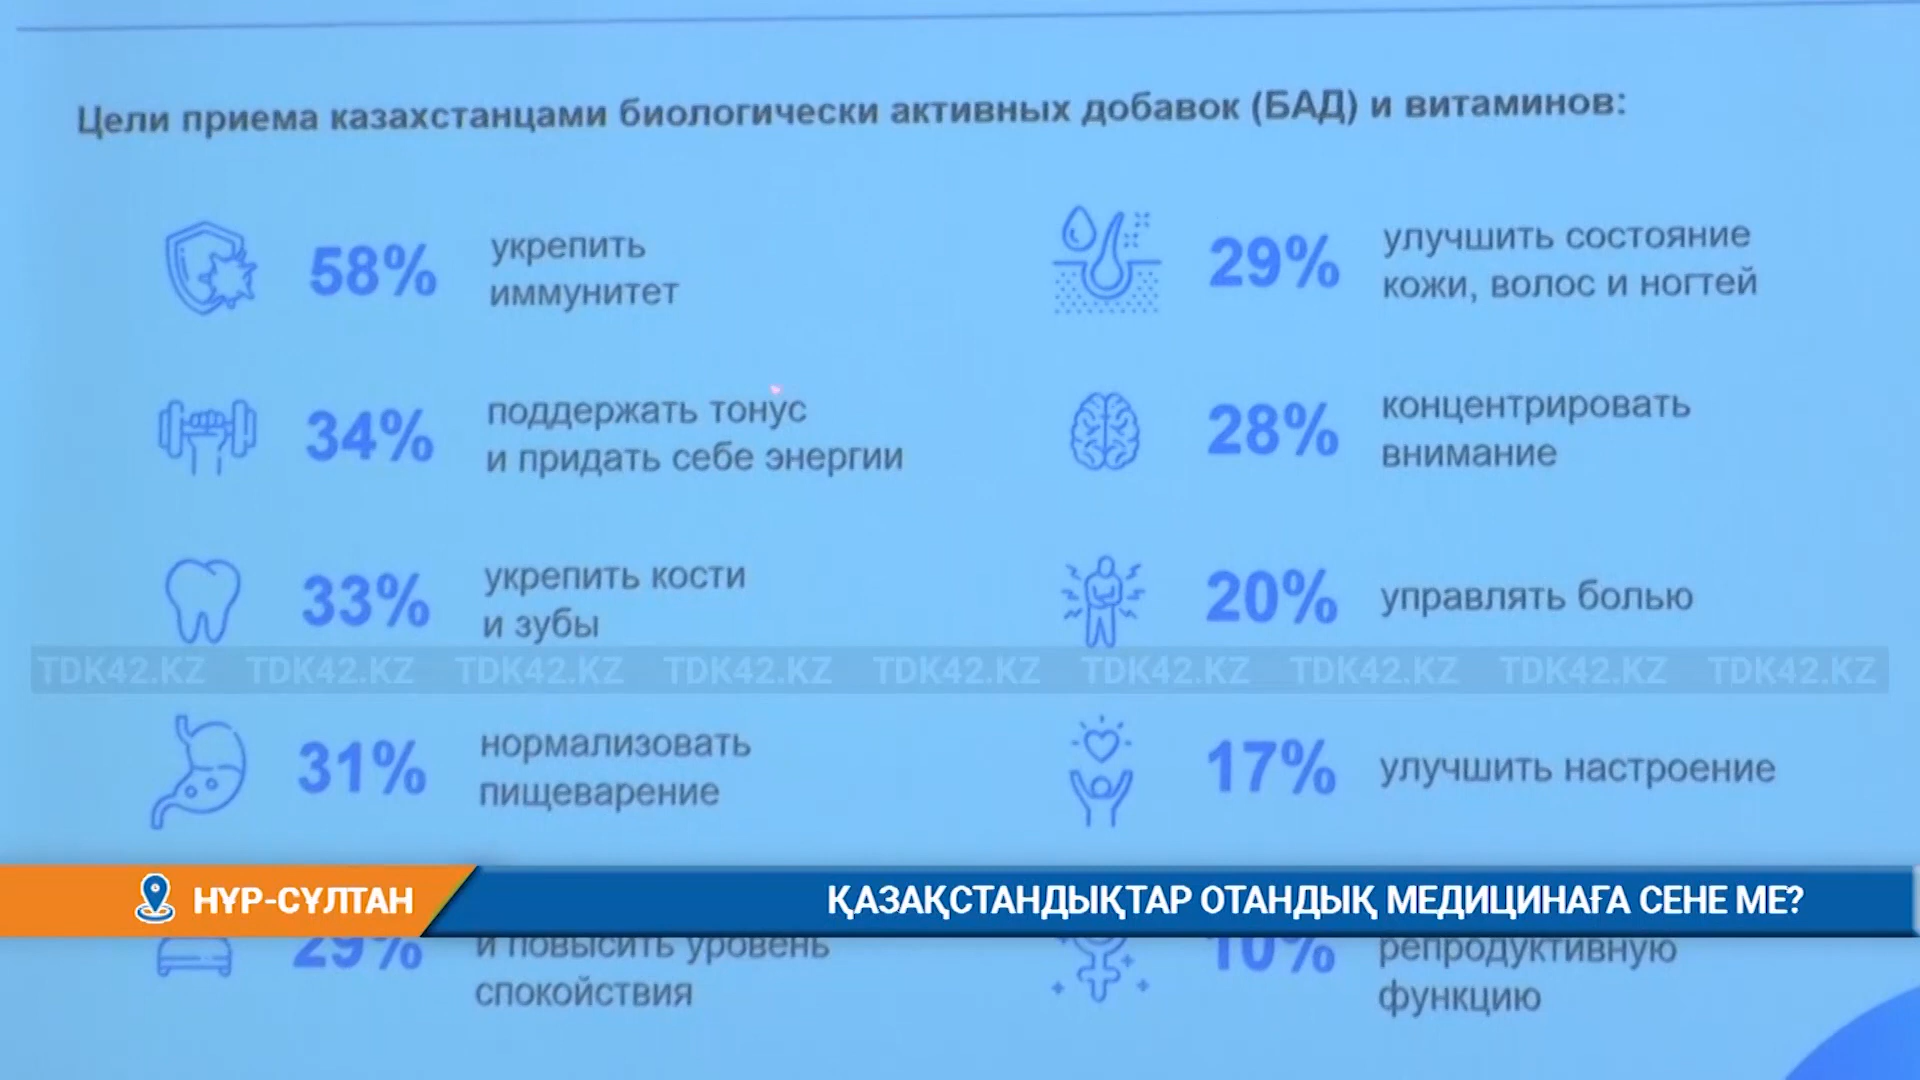 Цели приема казахстанцами биологически активных добавок (БАД) и витаминов:
58%
укрепить
иммунитет
34%
поддержать тонус
и придать себе энергии
33%
укрепить кости
и зубы
31%
нормализовать
пищеварение
29%
и повысить уровень
спокойствия
29%
улучшить состояние
кожи, волос и ногтей
28%
концентрировать
внимание
20%
управлять болью
17%
улучшить настроение
10%
репродуктивную
функцию
TDK42.KZ TDK42.KZ TDK42.KZ TDK42.KZ TDK42.KZ TDK42.KZ TDK42.KZ TDK42.KZ TDK42.KZ
НҰР-СҰЛТАН
ҚАЗАҚСТАНДЫҚТАР ОТАНДЫҚ МЕДИЦИНАҒА СЕНЕ МЕ?